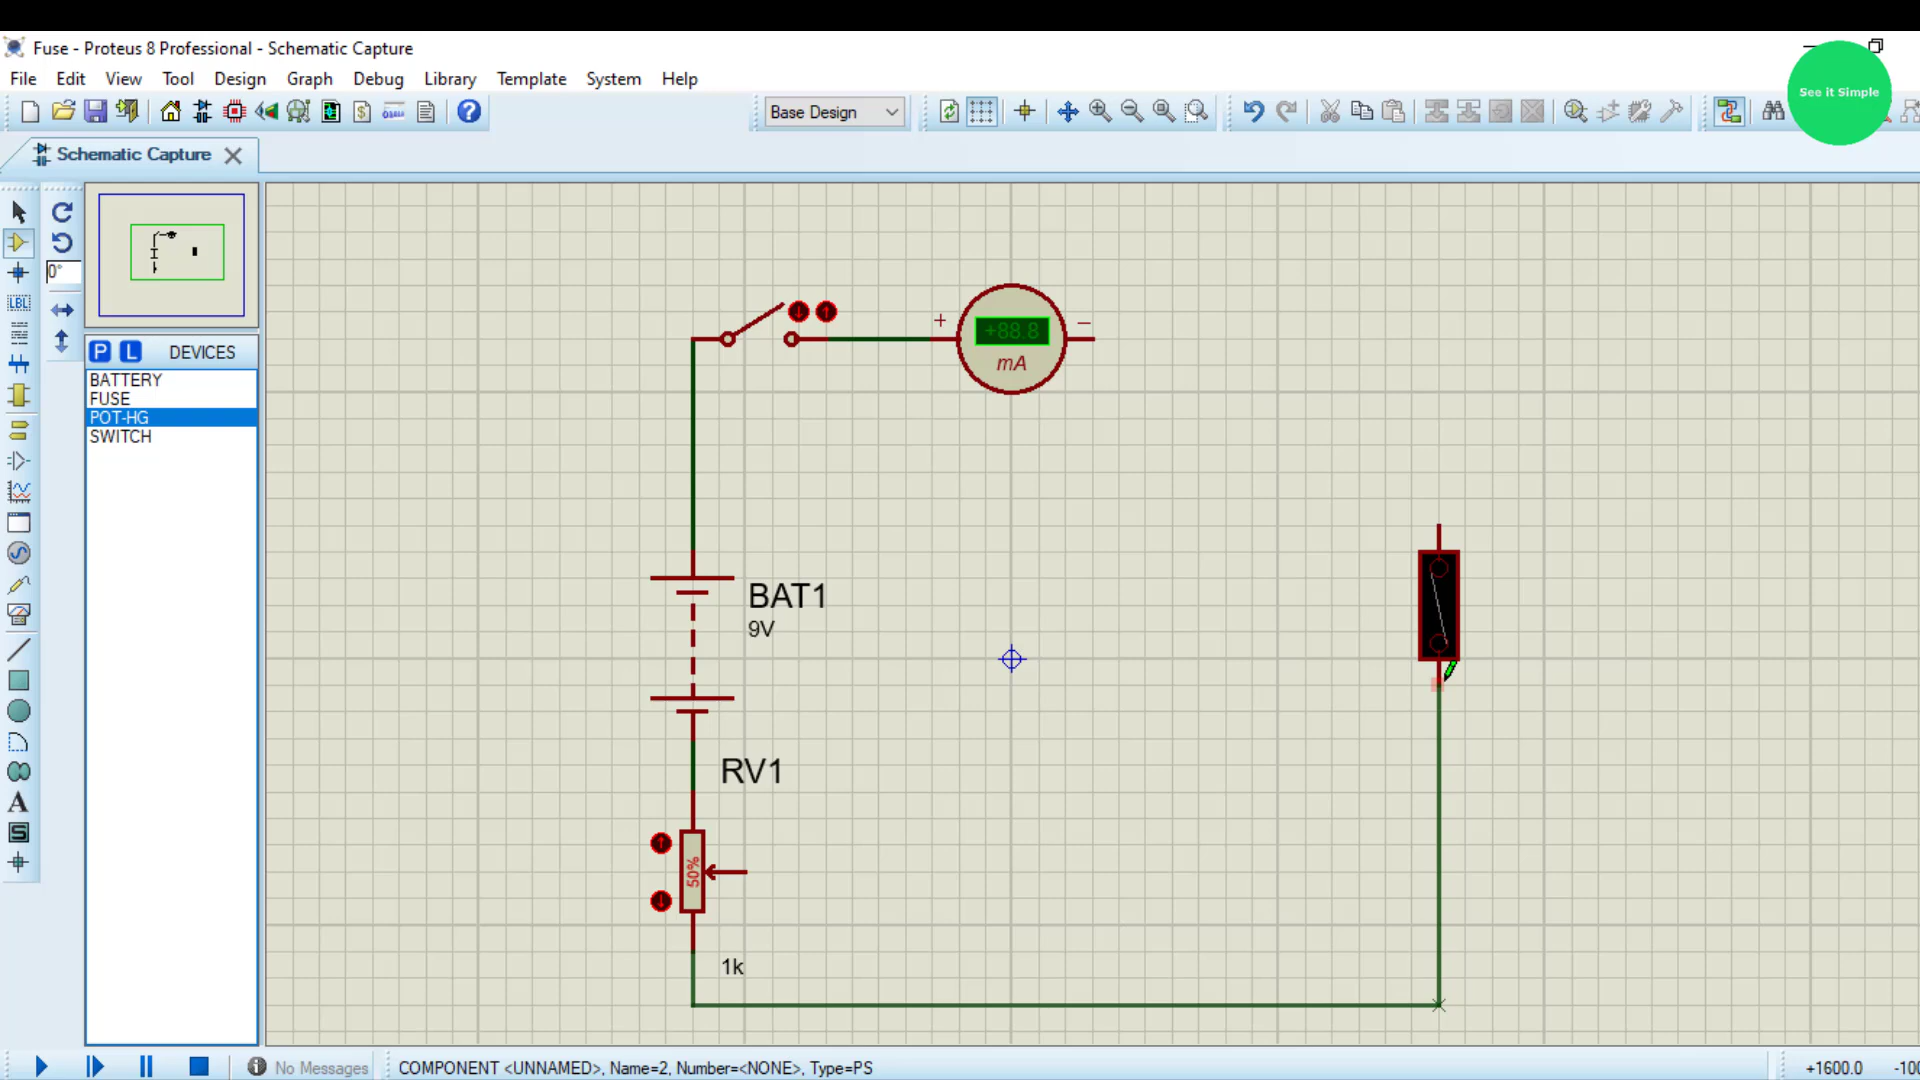 Fuse - Proteus 8 Professional - Schematic Capture
File Edit View Tool Design Graph Debug Library Template System Help
See it Simple
Base Design
Schematic Capture
0°
P L DEVICES
BATTERY
FUSE
POT-HG
SWITCH
LBL
A
S
+ −
+88.8
mA
BAT1
9V
RV1
50%
1k
No Messages
COMPONENT <UNNAMED>, Name=2, Number=<NONE>, Type=PS
+1600.0 -100